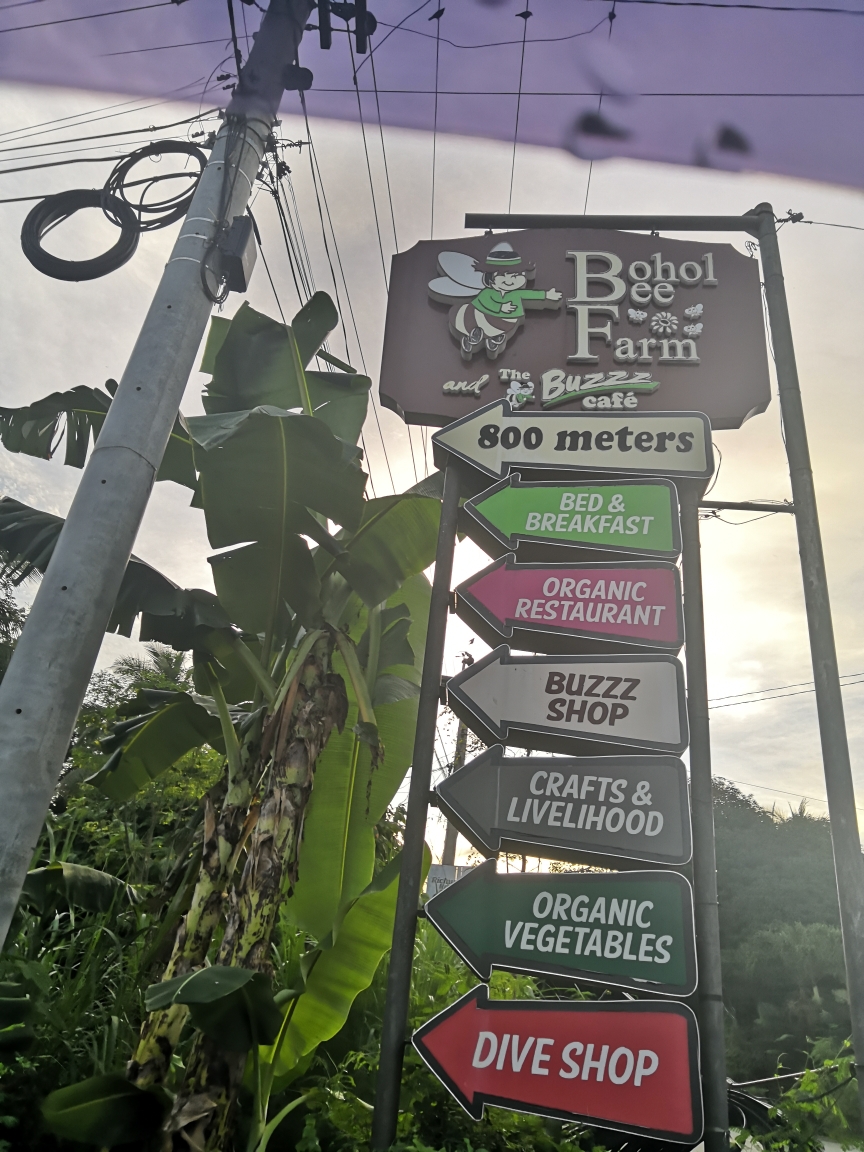 Bohol
Bee
Farm
and The Buzzz
café
800 meters
BED &
BREAKFAST
ORGANIC
RESTAURANT
BUZZZ
SHOP
CRAFTS &
LIVELIHOOD
ORGANIC
VEGETABLES
DIVE SHOP